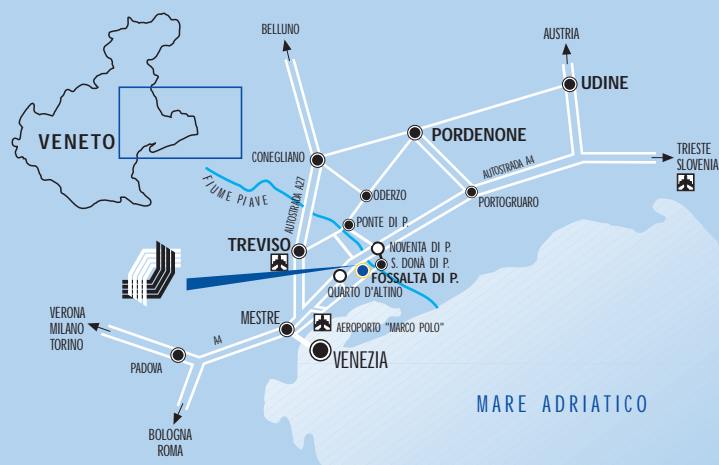 BELLUNO
AUSTRIA
UDINE
VENETO
PORDENONE
CONEGLIANO
TRIESTE
SLOVENIA
AUTOSTRADA A4
FIUME PIAVE
AUTOSTRADA A27
ODERZO
PORTOGRUARO
PONTE DI P.
TREVISO
NOVENTA DI P.
S. DONÀ DI P.
FOSSALTA DI P.
QUARTO D'ALTINO
VERONA
MILANO
TORINO
MESTRE
AEROPORTO "MARCO POLO"
A4
PADOVA
VENEZIA
MARE ADRIATICO
BOLOGNA
ROMA